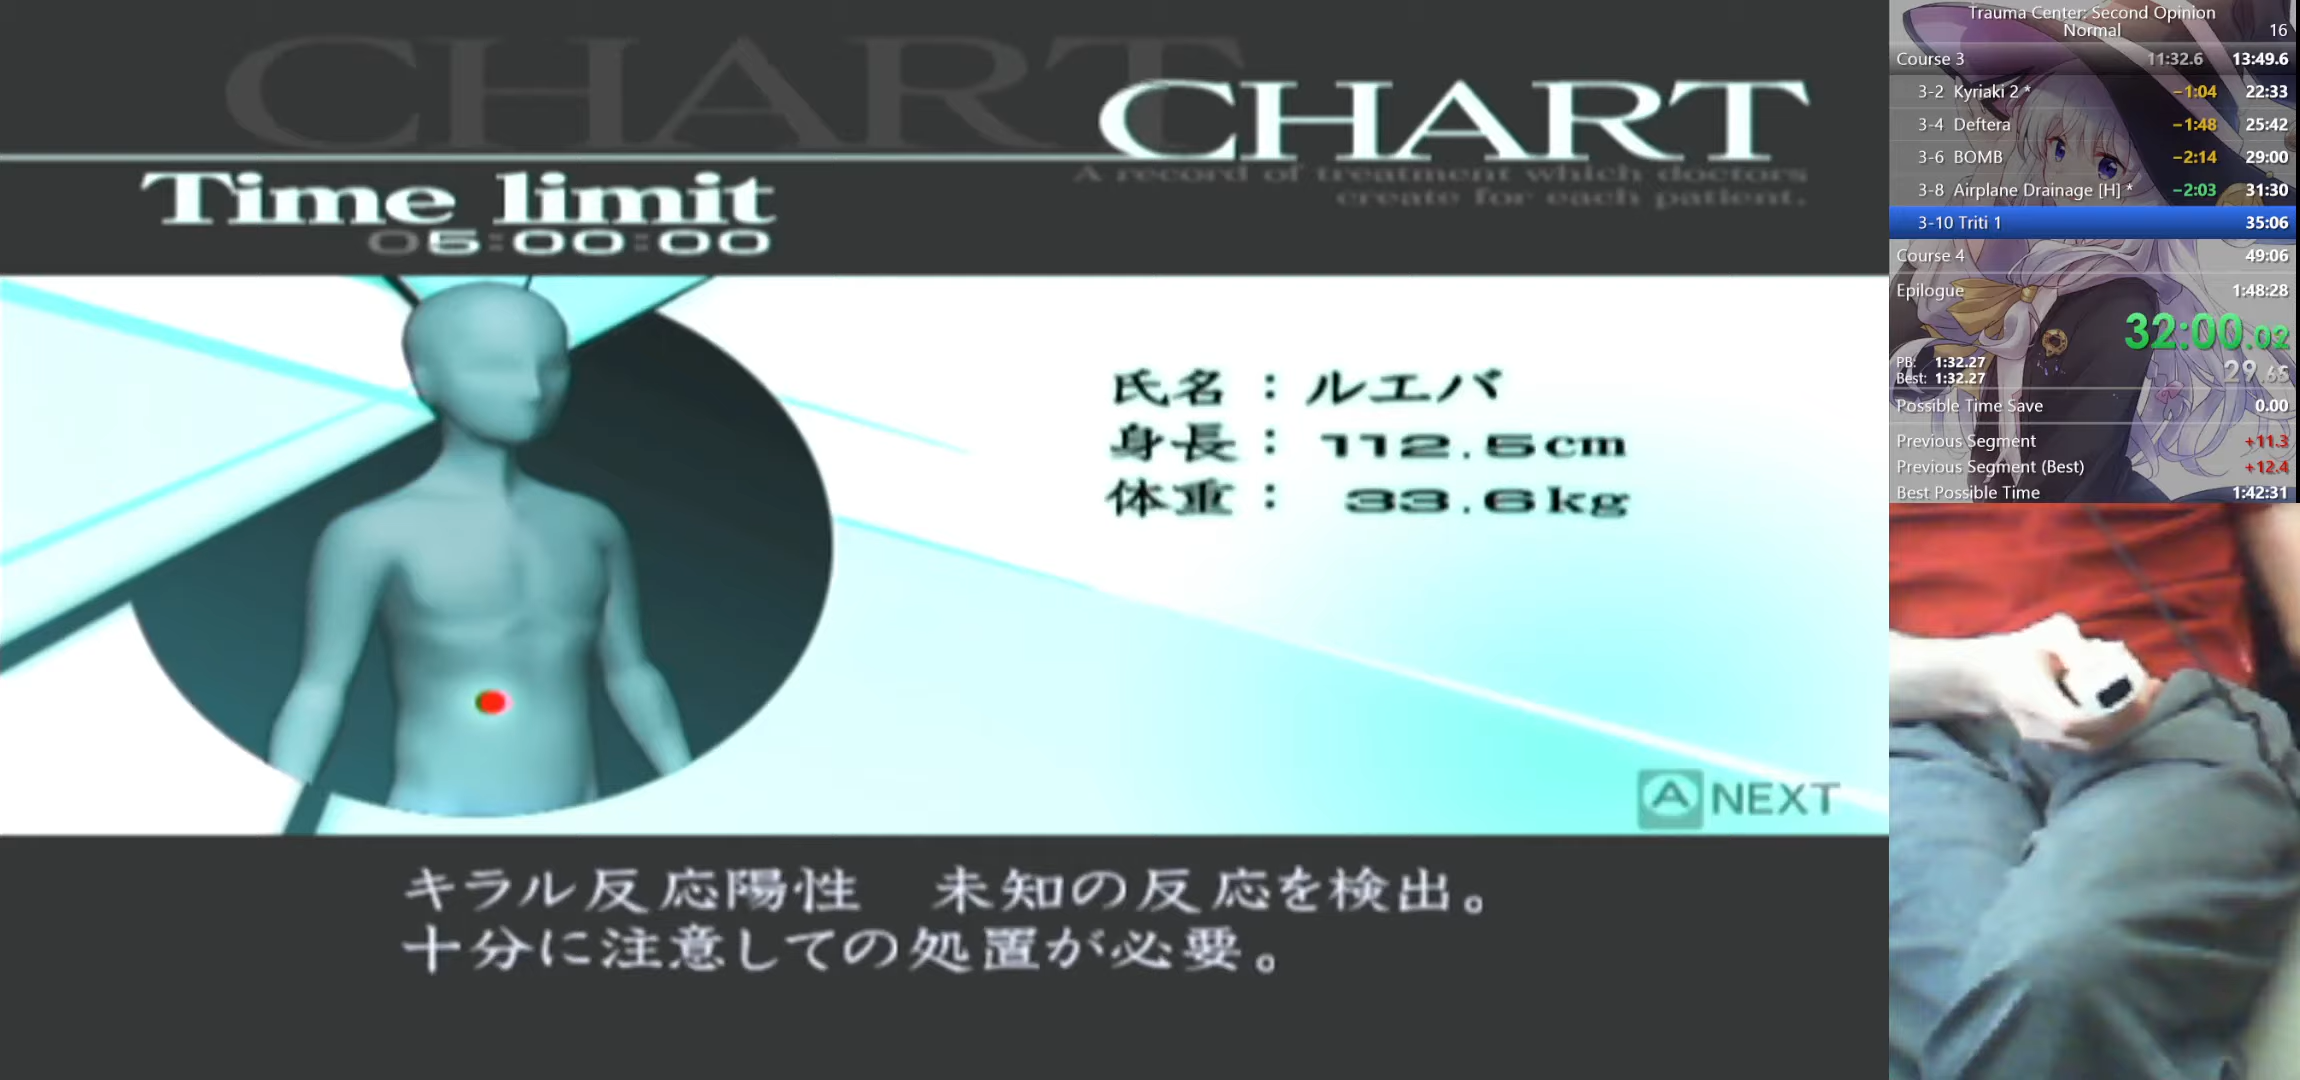 CHART
CHART
A record of treatment which doctors
create for each patient.
Time limit
05:00:00
氏名：ルエバ
身長：112.5cm
体重：33.6kg
A NEXT
キラル反応陽性　未知の反応を検出。
十分に注意しての処置が必要。
Trauma Center: Second Opinion
Normal 16
Course 3 11:32.6 13:49.6
3-2 Kyriaki 2 * −1:04 22:33
3-4 Deftera −1:48 25:42
3-6 BOMB −2:14 29:00
3-8 Airplane Drainage [H] * −2:03 31:30
3-10 Triti 1 35:06
Course 4 49:06
Epilogue 1:48:28
32:00.02
PB: 1:32.27
Best: 1:32.27
29.65
Possible Time Save 0.00
Previous Segment +11.3
Previous Segment (Best) +12.4
Best Possible Time 1:42:31